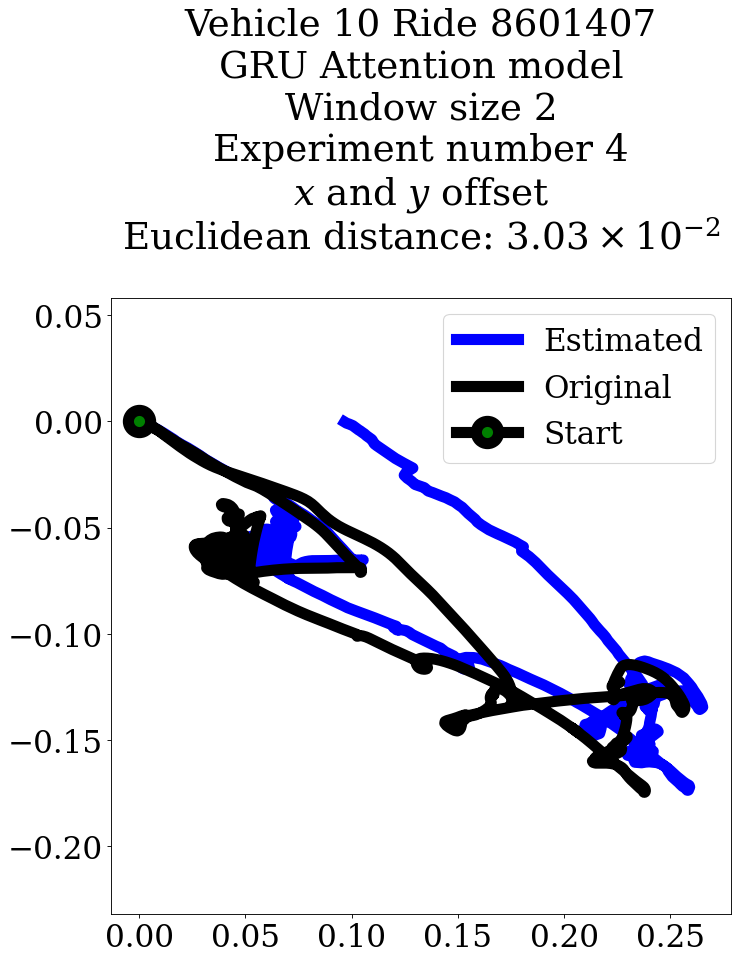 Vehicle 10 Ride 8601407
GRU Attention model
Window size 2
Experiment number 4
x and y offset
Euclidean distance: 3.03 × 10⁻²
Estimated
Original
Start
0.05
0.00
−0.05
−0.10
−0.15
−0.20
0.00 0.05 0.10 0.15 0.20 0.25